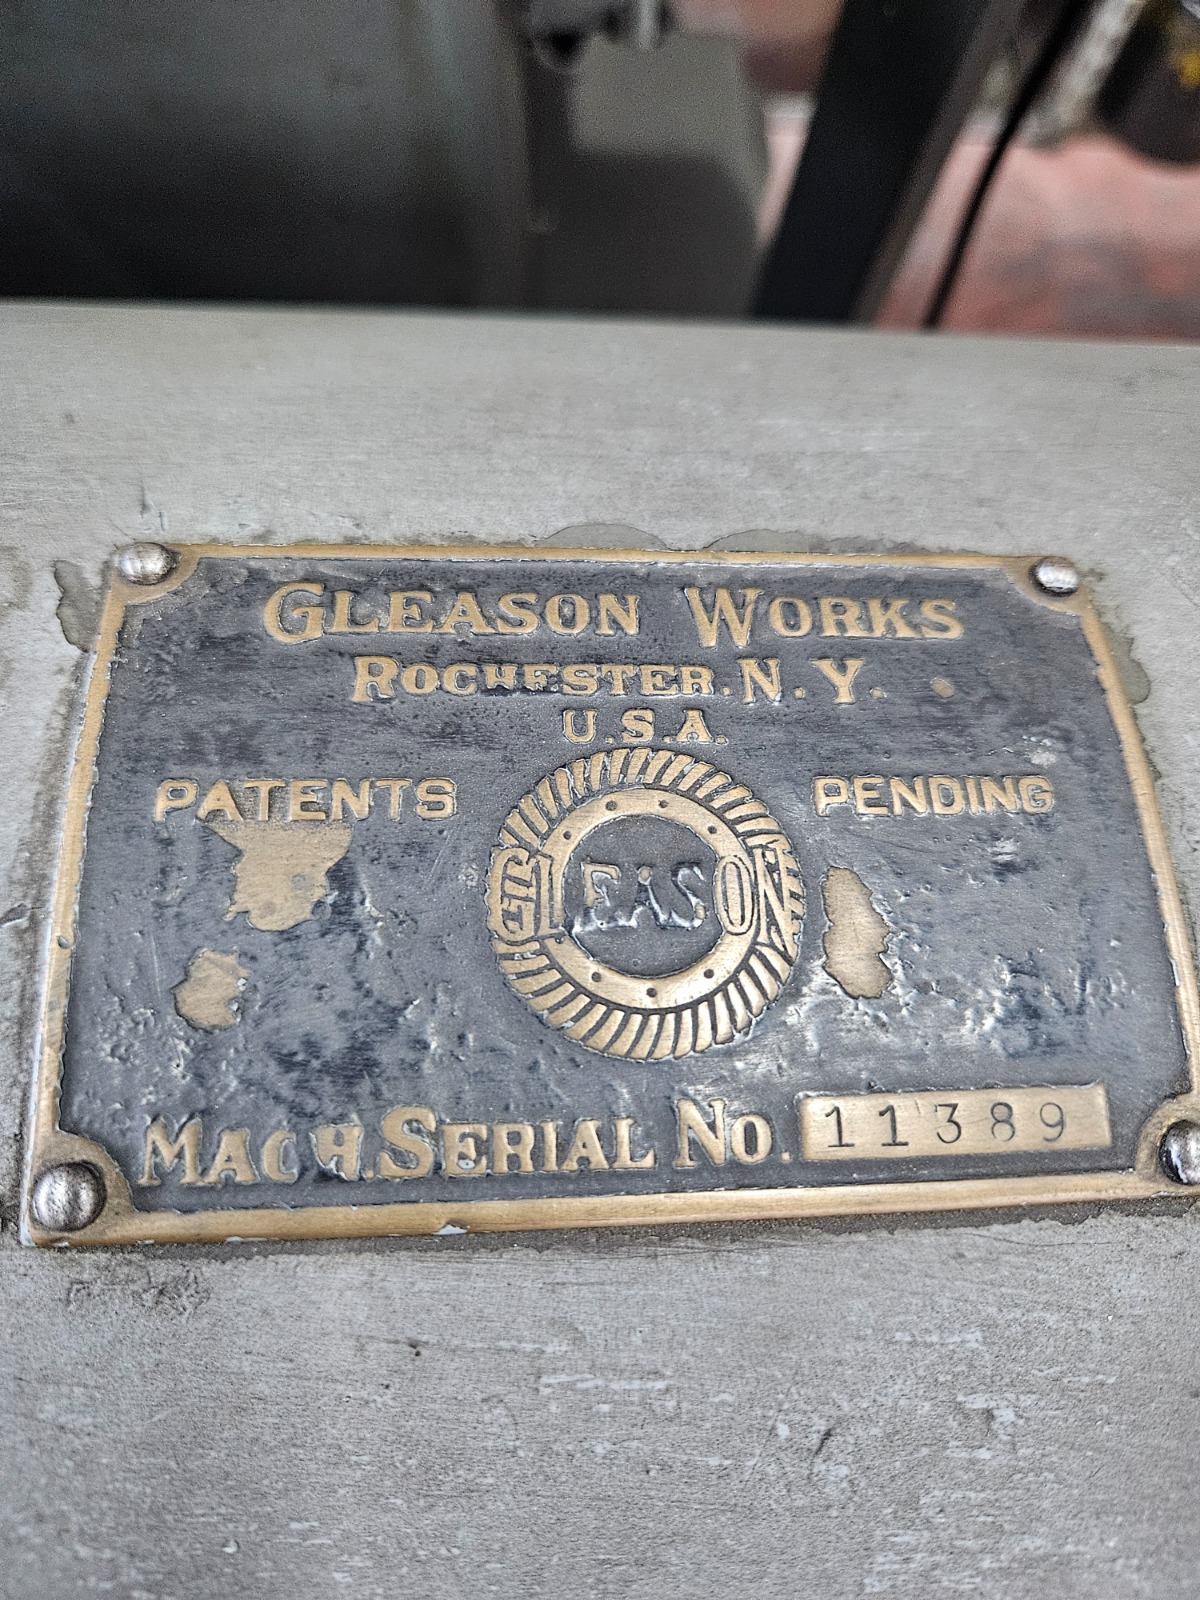 GLEASON WORKS
ROCHESTER, N.Y.
U.S.A.
PATENTS PENDING
GLEASON
MACH. SERIAL NO. 11389